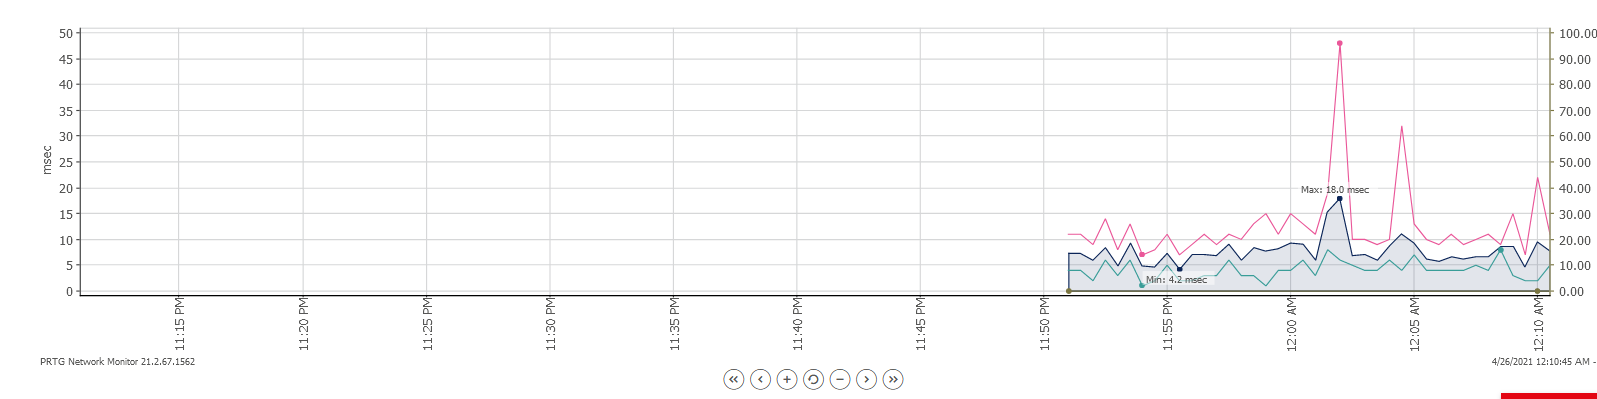 50
45
40
35
30
25
20
15
10
5
0
msec
100.00
90.00
80.00
70.00
60.00
50.00
40.00
30.00
20.00
10.00
0.00
Max: 18.0 msec
Min: 4.2 msec
11:15 PM
11:20 PM
11:25 PM
11:30 PM
11:35 PM
11:40 PM
11:45 PM
11:50 PM
11:55 PM
12:00 AM
12:05 AM
12:10 AM
PRTG Network Monitor 21.2.67.1562
4/26/2021 12:10:45 AM -